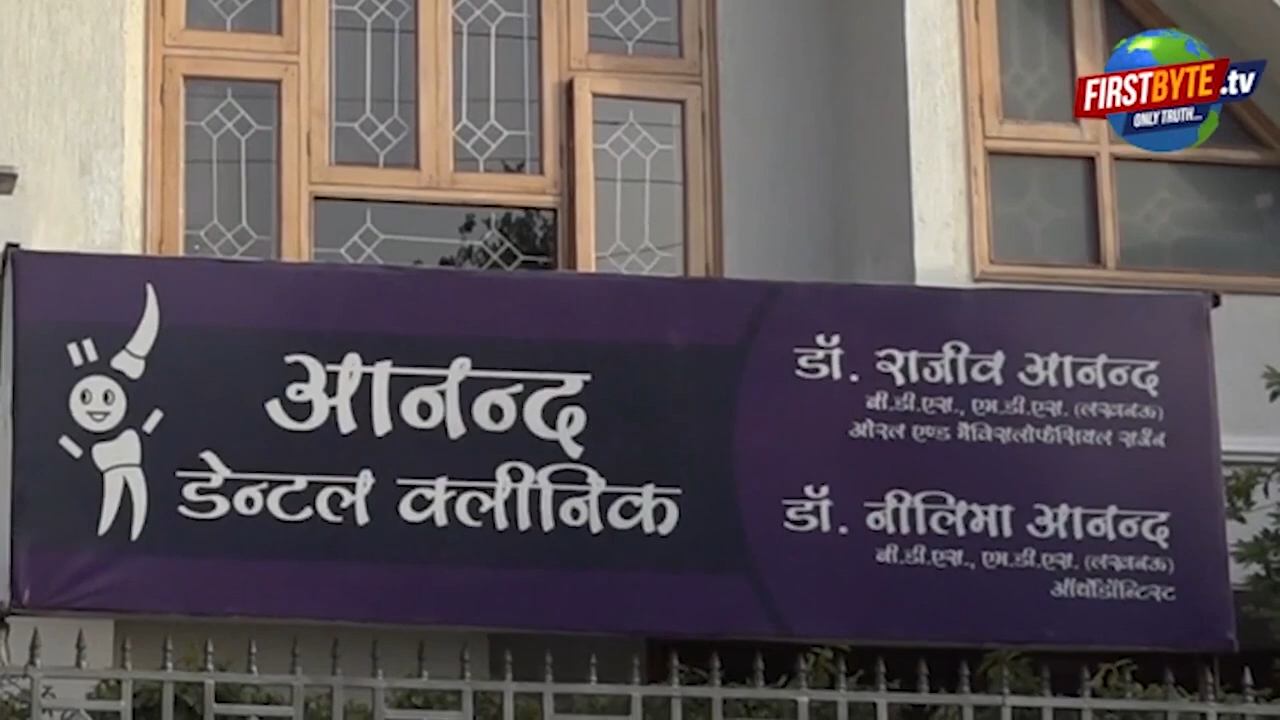 FIRSTBYTE.tv
ONLY TRUTH...
आनन्द
डेन्टल क्लीनिक
डॉ. राजीव आनन्द
बी.डी.एस., एम.डी.एस. (लखनऊ)
ओरल एण्ड मैक्सिलोफेसियल सर्जन
डॉ. नीलिमा आनन्द
बी.डी.एस., एम.डी.एस. (लखनऊ)
ऑर्थोडॉन्टिस्ट